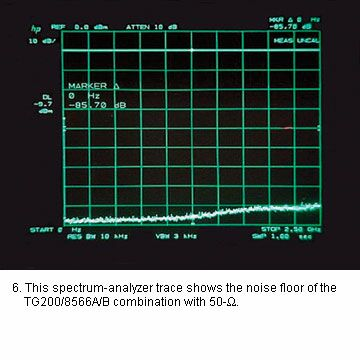 hp REF 0.0 dBm ATTEN 10 dB MKR Δ 0 Hz
10 dB/ -85.70 dB
MEAS UNCAL
MARKER Δ
0 Hz
-85.70 dB
DL
-9.7
dBm
START 0 Hz STOP 2.50 GHz
RES BW 10 kHz VBW 3 kHz SWP 1.00 sec
6. This spectrum-analyzer trace shows the noise floor of the
TG200/8566A/B combination with 50-Ω.